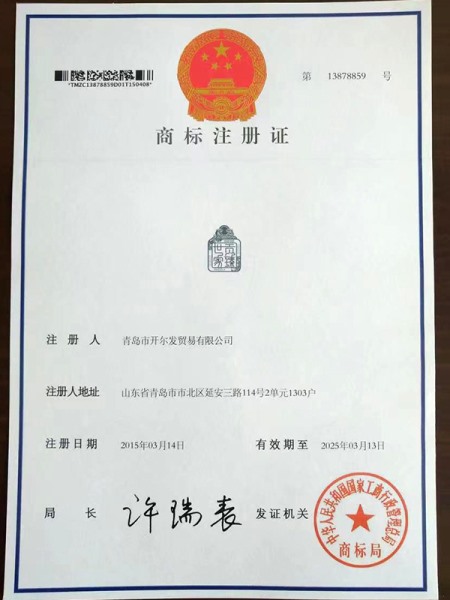 *TMZC13878859D01T150408*
第 13878859 号
商标注册证
注册人 青岛市开尔发贸易有限公司
注册人地址 山东省青岛市市北区延安三路114号2单元1303户
注册日期 2015年03月14日 有效期至 2025年03月13日
局长 许瑞表 发证机关
中华人民共和国国家工商行政管理总局
商标局